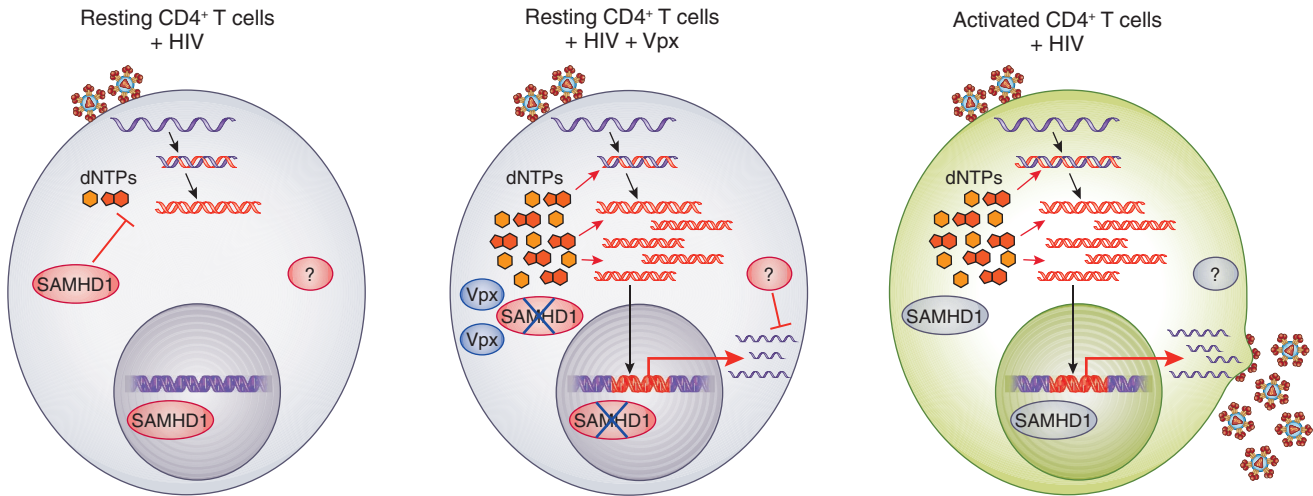 Resting CD4+ T cells
+ HIV
dNTPs
SAMHD1
?
SAMHD1
Resting CD4+ T cells
+ HIV + Vpx
dNTPs
Vpx
SAMHD1
Vpx
?
SAMHD1
Activated CD4+ T cells
+ HIV
dNTPs
?
SAMHD1
SAMHD1